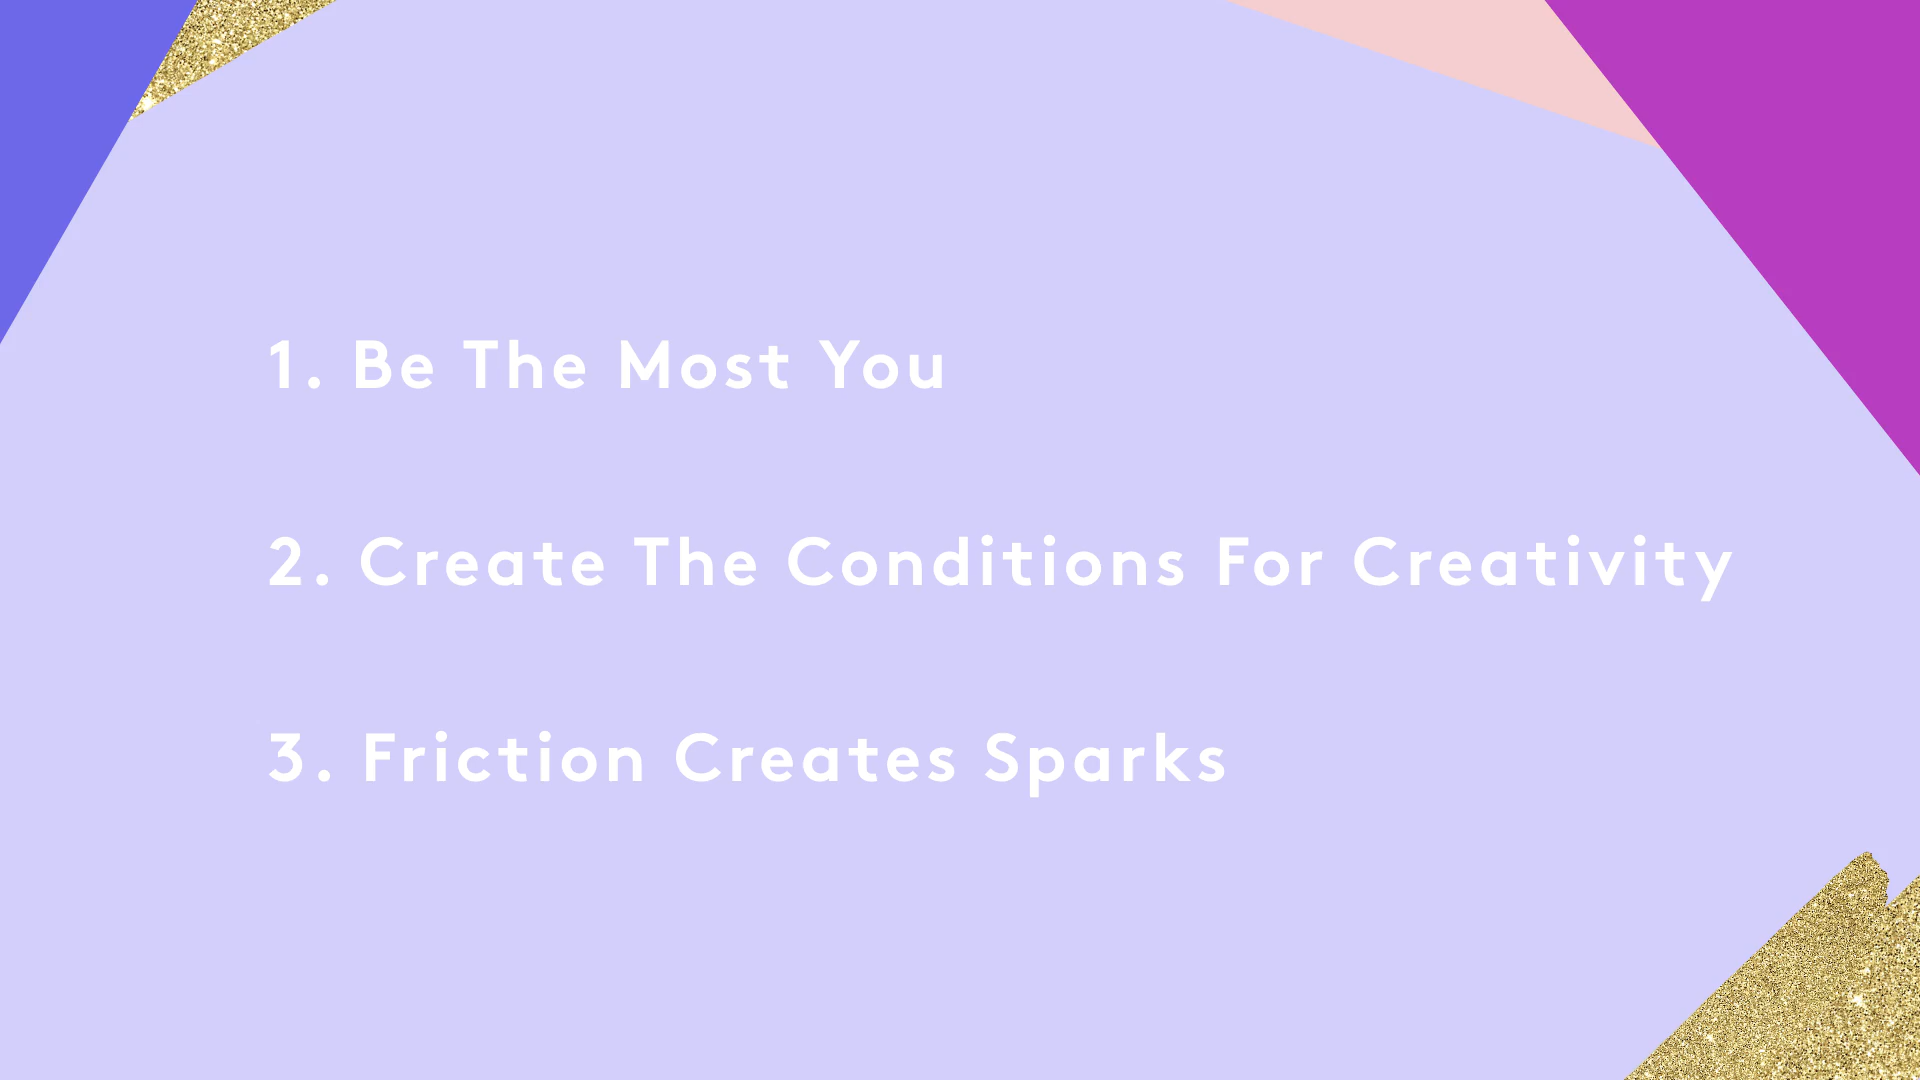 1. Be The Most You
2. Create The Conditions For Creativity
3. Friction Creates Sparks